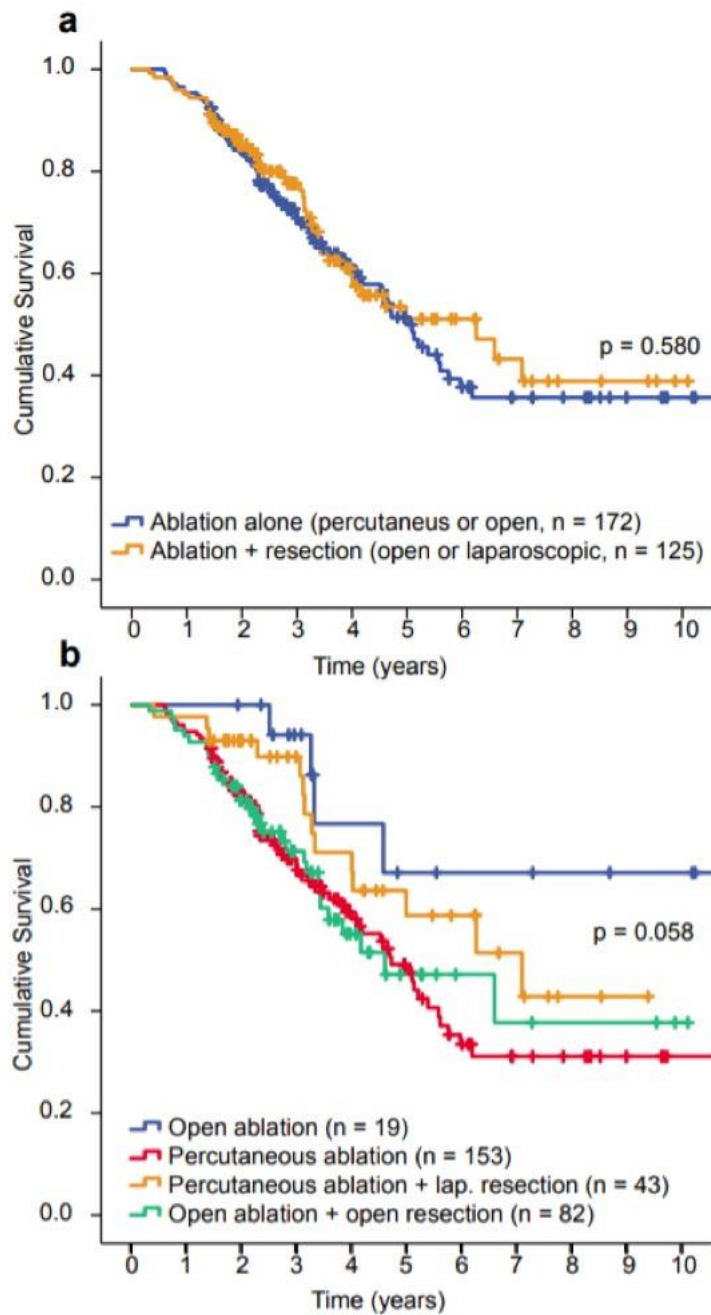 a
1.0
0.8
0.6
0.4
0.2
0.0
Cumulative Survival
p = 0.580
Ablation alone (percutaneus or open, n = 172)
Ablation + resection (open or laparoscopic, n = 125)
0 1 2 3 4 5 6 7 8 9 10
Time (years)
b
1.0
0.8
0.6
0.4
0.2
0.0
Cumulative Survival
p = 0.058
Open ablation (n = 19)
Percutaneous ablation (n = 153)
Percutaneous ablation + lap. resection (n = 43)
Open ablation + open resection (n = 82)
0 1 2 3 4 5 6 7 8 9 10
Time (years)